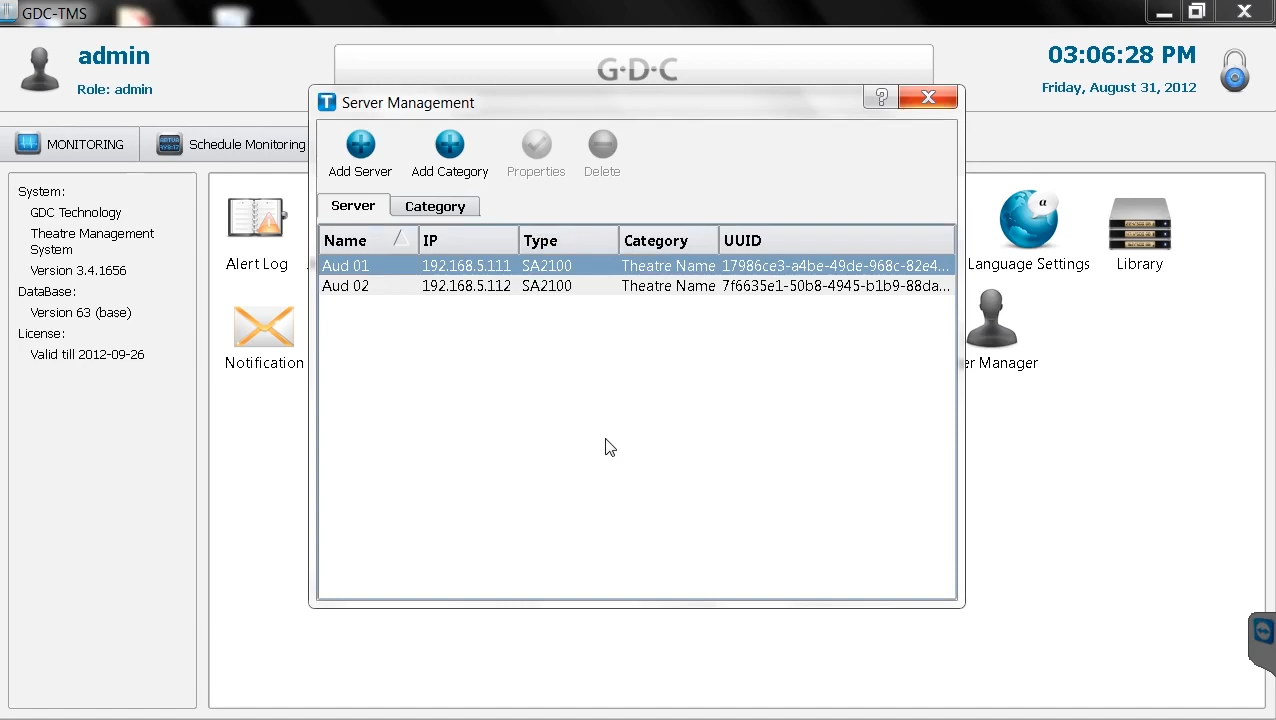 GDC-TMS
admin
Role: admin
G·D·C
03:06:28 PM
Friday, August 31, 2012
MONITORING
Schedule Monitoring
Server Management
?
Add Server
Add Category
Properties
Delete
Server
Category
Name
IP
Type
Category
UUID
Aud 01 192.168.5.111 SA2100 Theatre Name 17986ce3-a4be-49de-968c-82e4...
Aud 02 192.168.5.112 SA2100 Theatre Name 7f6635e1-50b8-4945-b1b9-88da...
System:
GDC Technology
Theatre Management
System
Version 3.4.1656
DataBase:
Version 63 (base)
License:
Valid till 2012-09-26
Alert Log
Notification
Language Settings
Library
er Manager